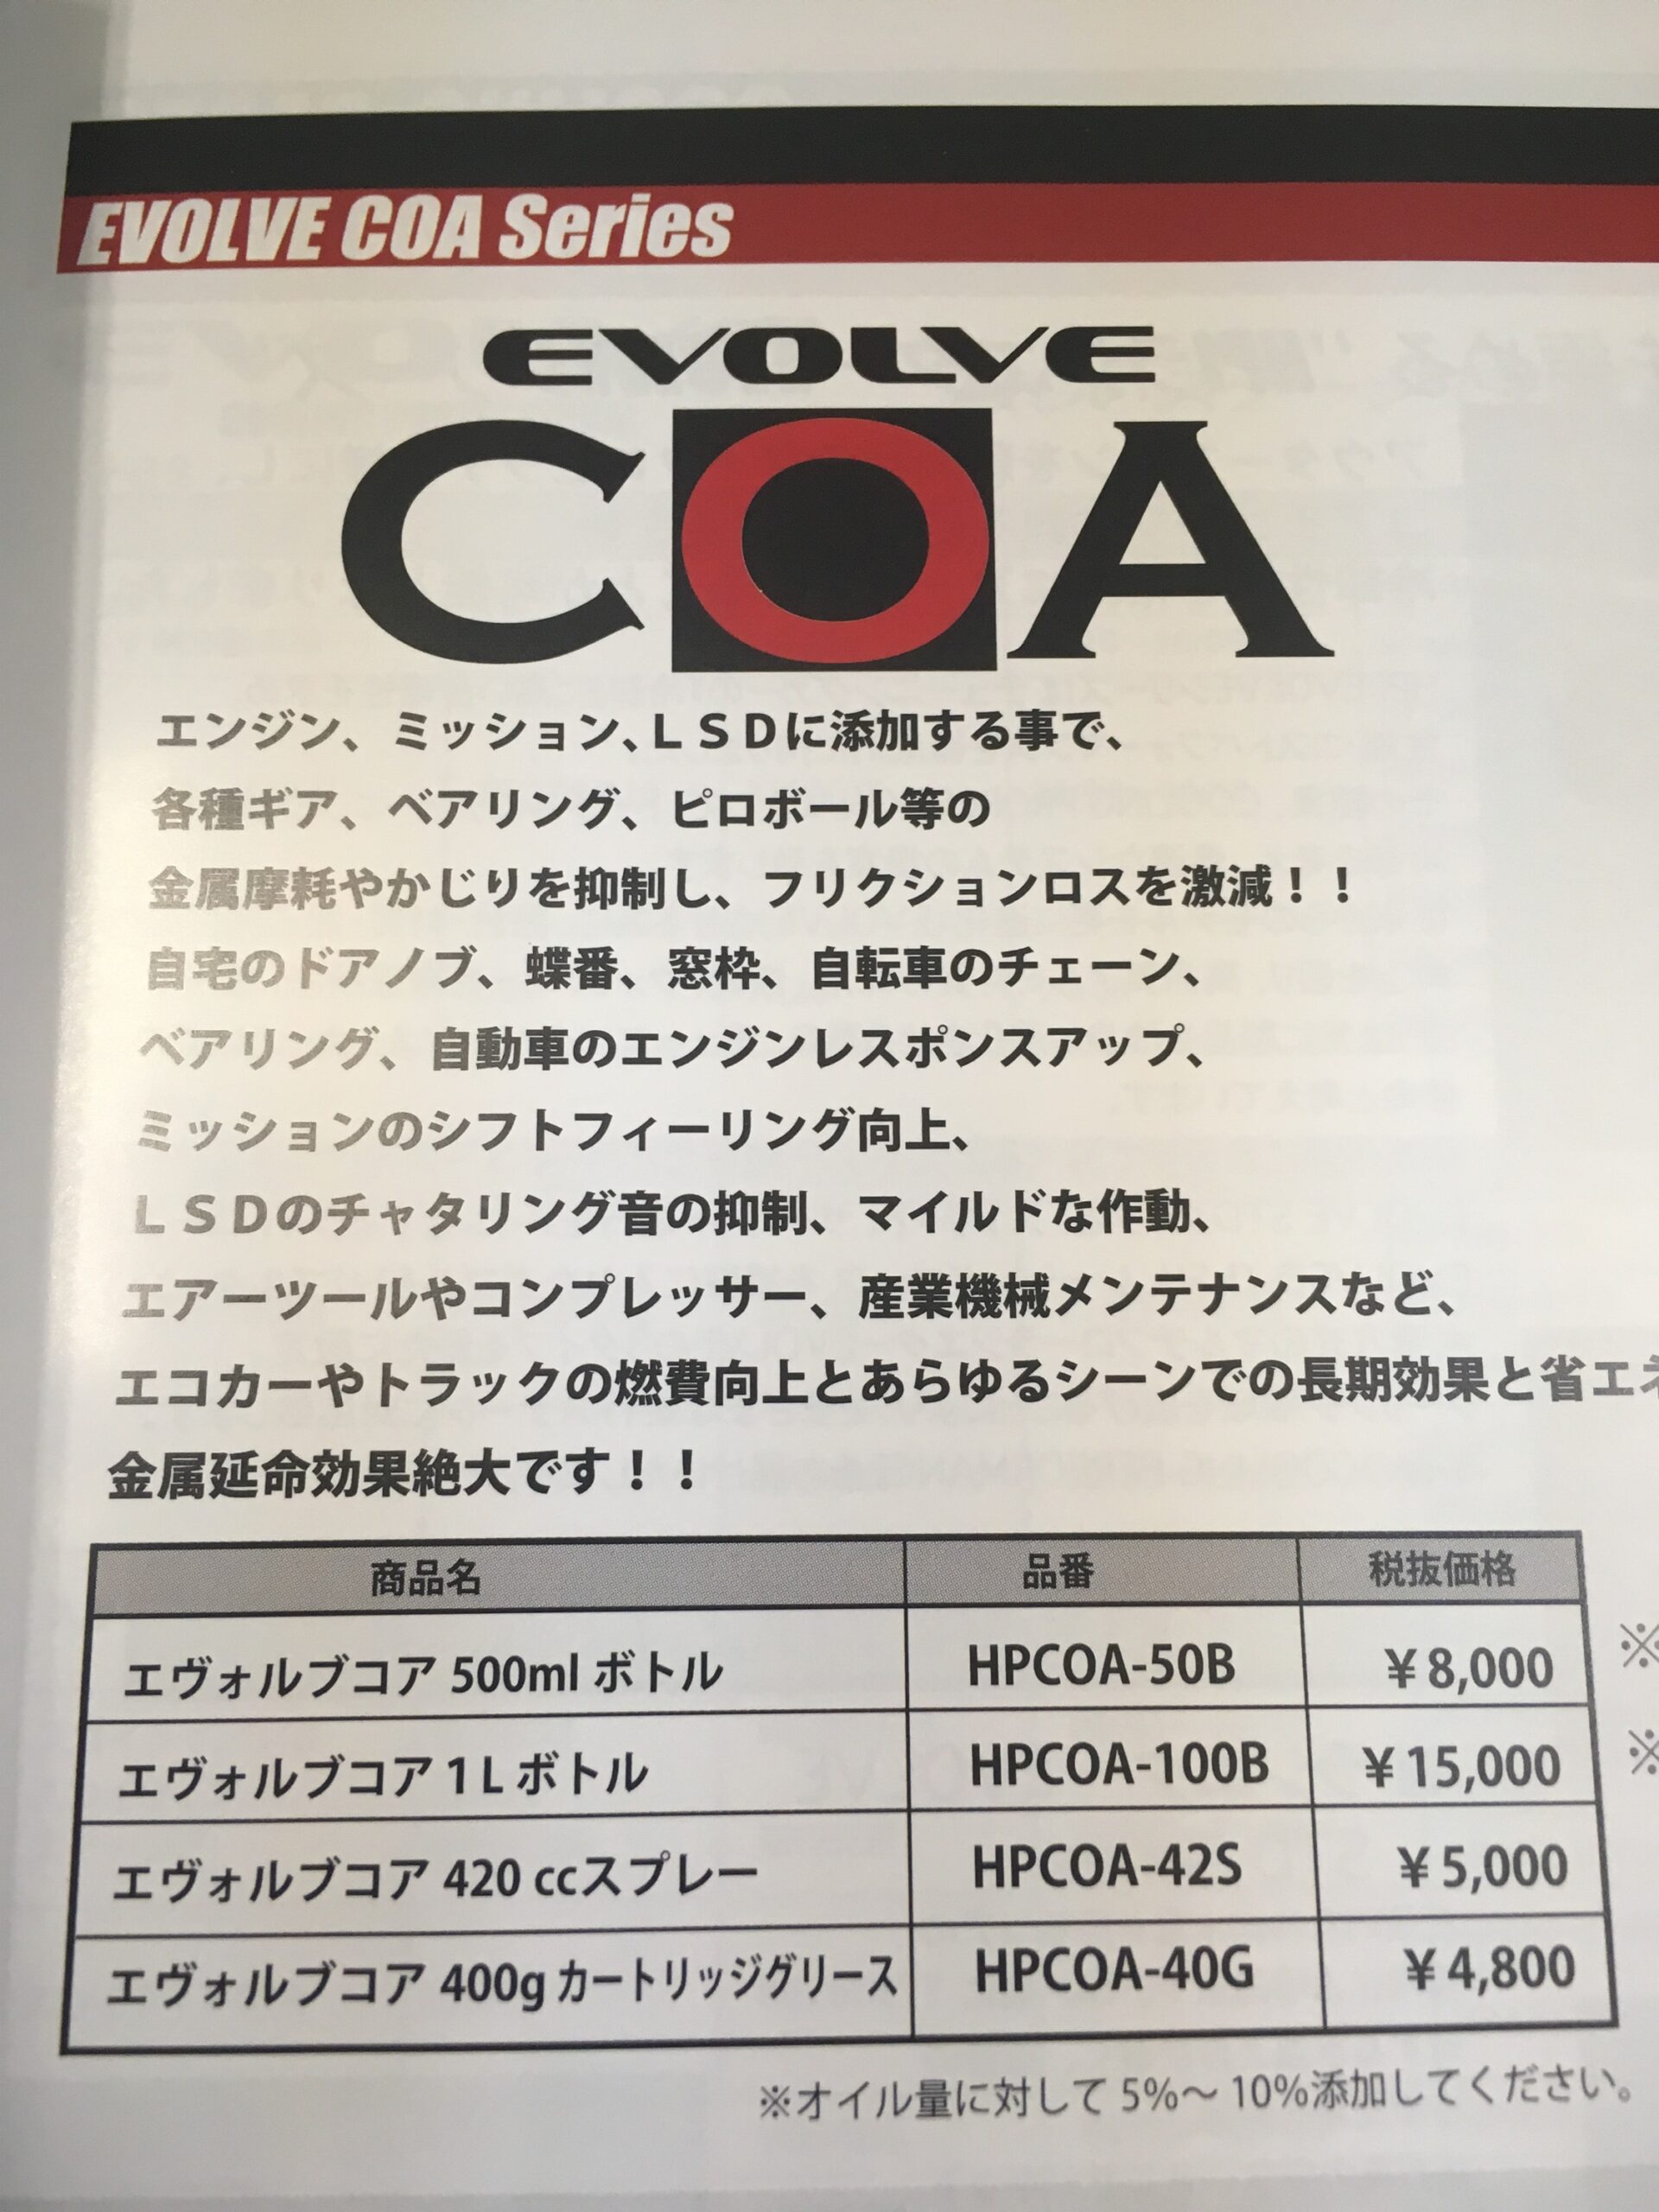 EVOLVE COA Series
EVOLVE
COA
エンジン、ミッション、ＬＳＤに添加する事で、
各種ギア、ベアリング、ピロボール等の
金属摩耗やかじりを抑制し、フリクションロスを激減！！
自宅のドアノブ、蝶番、窓枠、自転車のチェーン、
ベアリング、自動車のエンジンレスポンスアップ、
ミッションのシフトフィーリング向上、
ＬＳＤのチャタリング音の抑制、マイルドな作動、
エアーツールやコンプレッサー、産業機械メンテナンスなど、
エコカーやトラックの燃費向上とあらゆるシーンでの長期効果と省エネ
金属延命効果絶大です！！
商品名 品番 税抜価格
エヴォルブコア 500ml ボトル HPCOA-50B ￥8,000 ※
エヴォルブコア 1L ボトル HPCOA-100B ￥15,000 ※
エヴォルブコア 420 ccスプレー HPCOA-42S ￥5,000
エヴォルブコア 400g カートリッジグリース HPCOA-40G ￥4,800
※オイル量に対して 5%～ 10%添加してください。